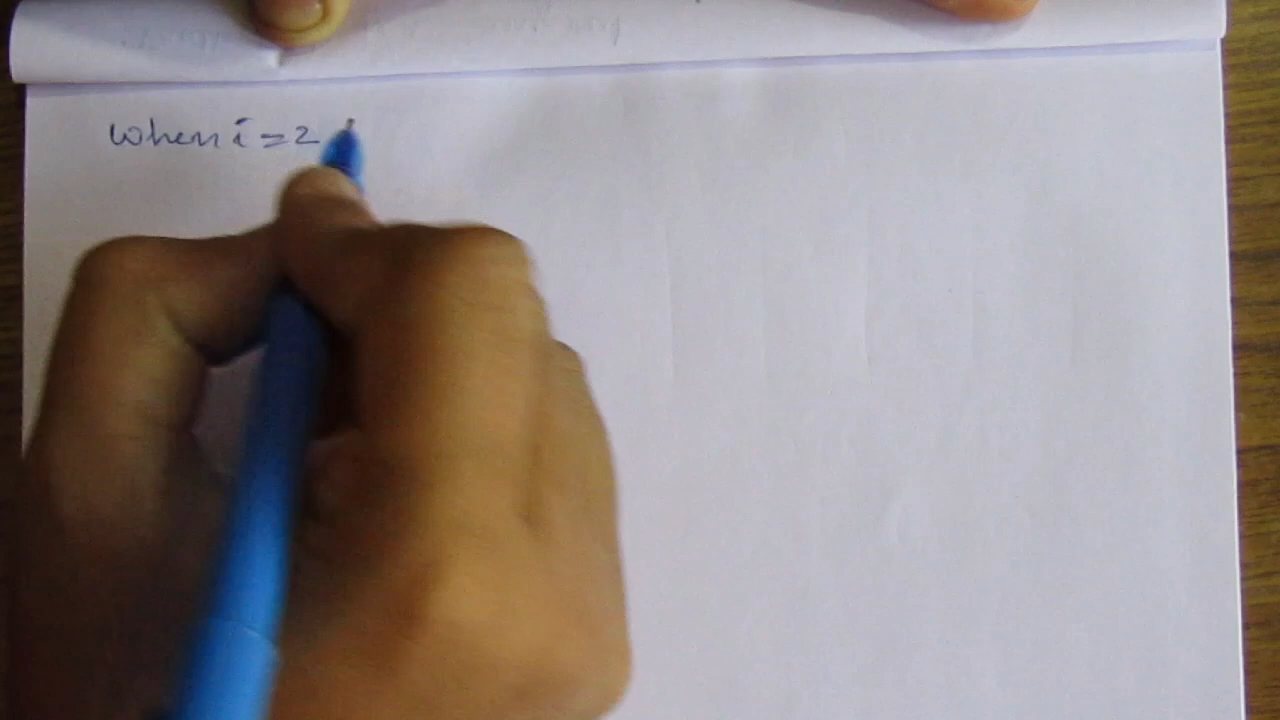 when i = 2